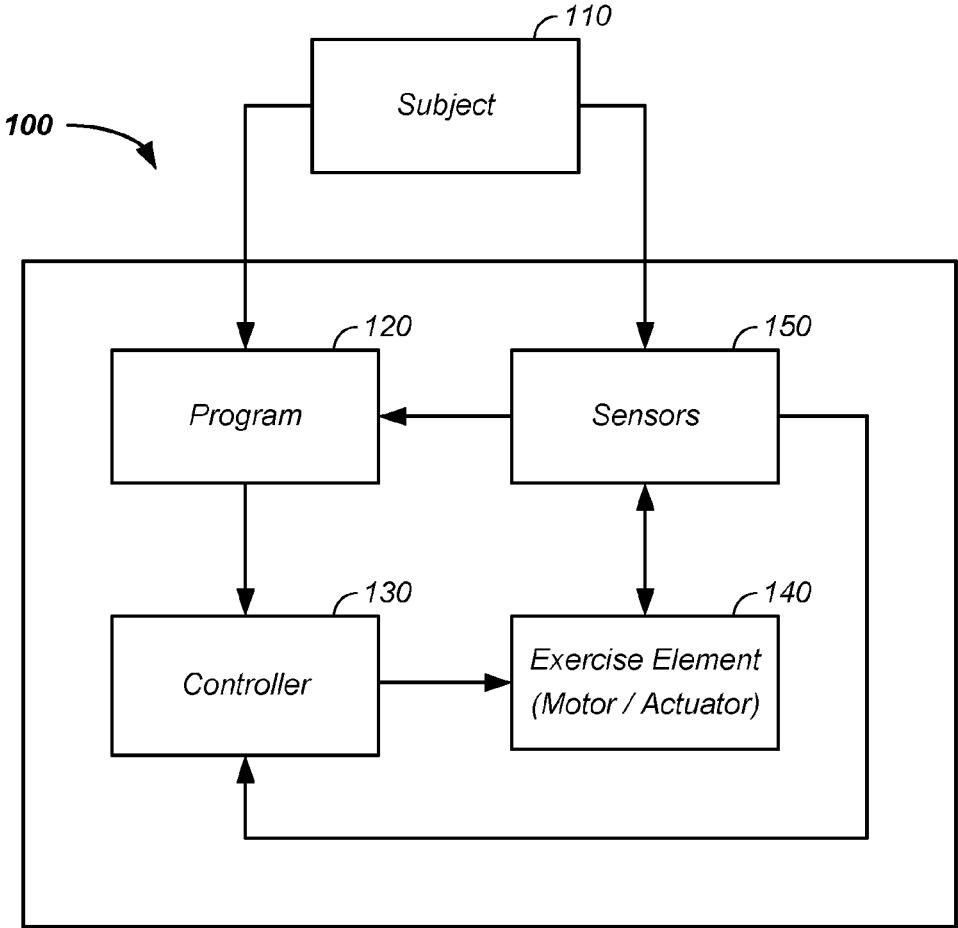 110
Subject
100
120
150
Program
Sensors
130
140
Controller
Exercise Element
(Motor / Actuator)